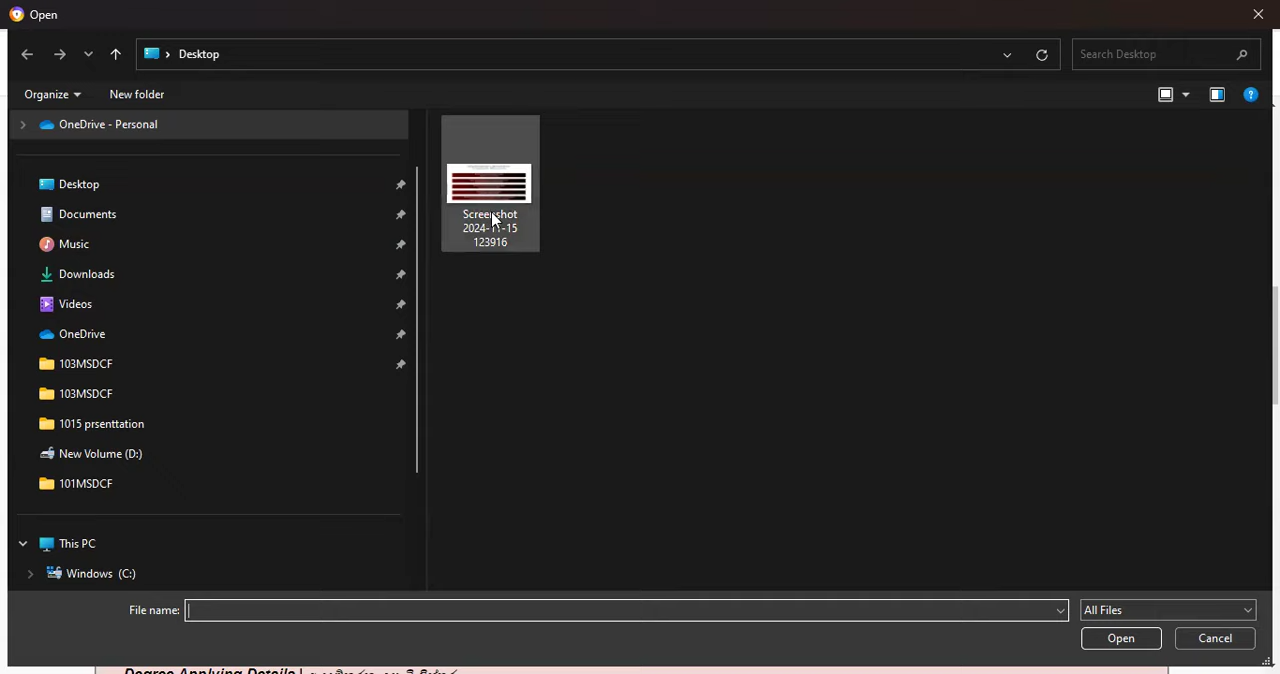 Open
Desktop
Search Desktop
Organize
New folder
OneDrive - Personal
Desktop
Documents
Music
Downloads
Videos
OneDrive
103MSDCF
103MSDCF
1015 prsenttation
New Volume (D:)
101MSDCF
This PC
Windows (C:)
Screenshot
2024-11-15
123916
File name:
All Files
Open
Cancel
Degree Applying Details |